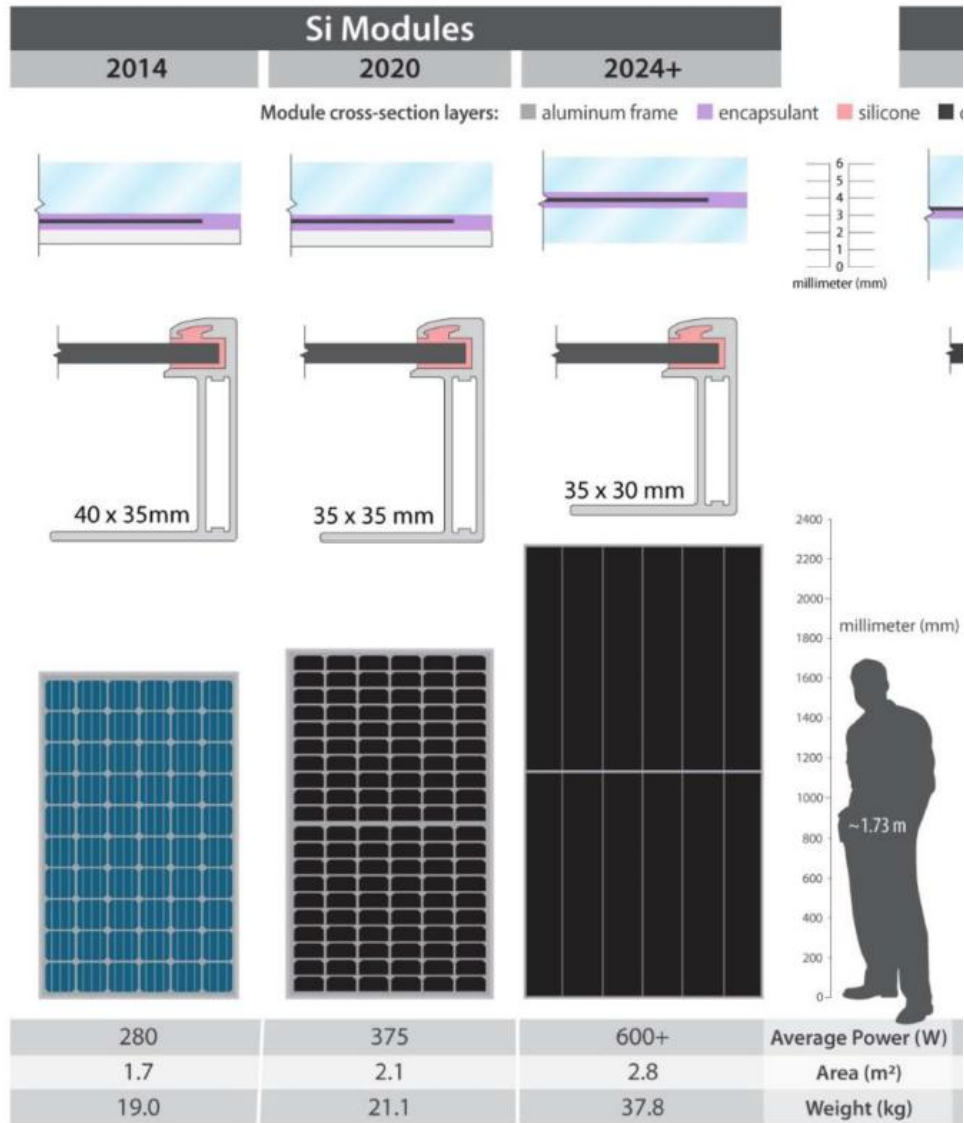 Si Modules
2014 2020 2024+
Module cross-section layers: aluminum frame encapsulant silicone
6
5
4
3
2
1
0
millimeter (mm)
40 x 35mm
35 x 35 mm
35 x 30 mm
2400
2200
2000
millimeter (mm)
1800
1600
1400
1200
1000
~1.73 m
800
600
400
200
0
280 375 600+ Average Power (W)
1.7 2.1 2.8 Area (m²)
19.0 21.1 37.8 Weight (kg)